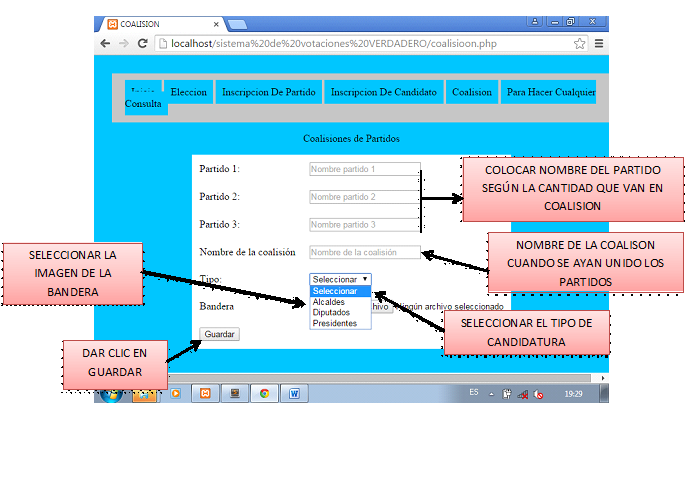 COALISION
localhost/sistema%20de%20votaciones%20VERDADERO/coalisioon.php
Inicio Eleccion Inscripcion De Partido Inscripcion De Candidato Coalision Para Hacer Cualquier
Consulta
Coalisiones de Partidos
Partido 1: Nombre partido 1
Partido 2: Nombre partido 2
Partido 3: Nombre partido 3
Nombre de la coalisión Nombre de la coalisión
Tipo: Seleccionar
Seleccionar
Alcaldes
Diputados
Presidentes
Bandera ningún archivo seleccionado
Guardar
COLOCAR NOMBRE DEL PARTIDO
SEGÚN LA CANTIDAD QUE VAN EN
COALISION
NOMBRE DE LA COALISON
CUANDO SE AYAN UNIDO LOS
PARTIDOS
SELECCIONAR LA
IMAGEN DE LA
BANDERA
SELECCIONAR EL TIPO DE
CANDIDATURA
DAR CLIC EN
GUARDAR
ES 19:29